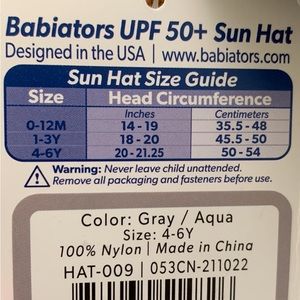 Babiators UPF 50+ Sun Hat
Designed in the USA | www.babiators.com
Sun Hat Size Guide
Size Head Circumference
Inches Centimeters
0-12M 14 - 19 35.5 - 48
1-3Y 18 - 20 45.5 - 50
4-6Y 20 - 21.25 50 - 54
Warning: Never leave child unattended.
Remove all packaging and fasteners before use.
Color: Gray / Aqua
Size: 4-6Y
100% Nylon | Made in China
HAT-009 | 053CN-211022